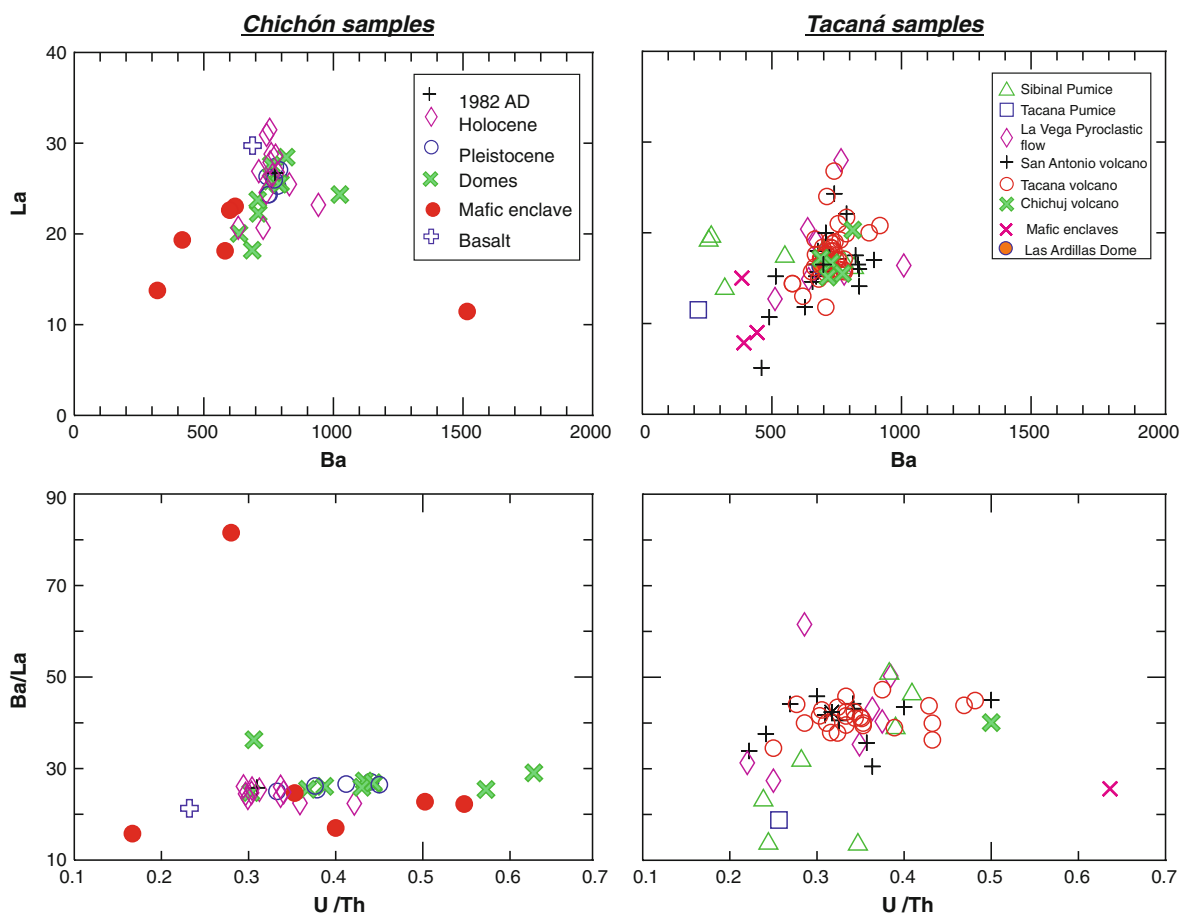 Chichón samples
Tacaná samples
40
30
20
10
0
La
0
500
1000
1500
2000
Ba
1982 AD
Holocene
Pleistocene
Domes
Mafic enclave
Basalt
0
500
1000
1500
2000
Ba
Sibinal Pumice
Tacana Pumice
La Vega Pyroclastic
flow
San Antonio volcano
Tacana volcano
Chichuj volcano
Mafic enclaves
Las Ardillas Dome
90
70
50
30
10
Ba/La
0.1
0.2
0.3
0.4
0.5
0.6
0.7
U /Th
0.1
0.2
0.3
0.4
0.5
0.6
0.7
U /Th